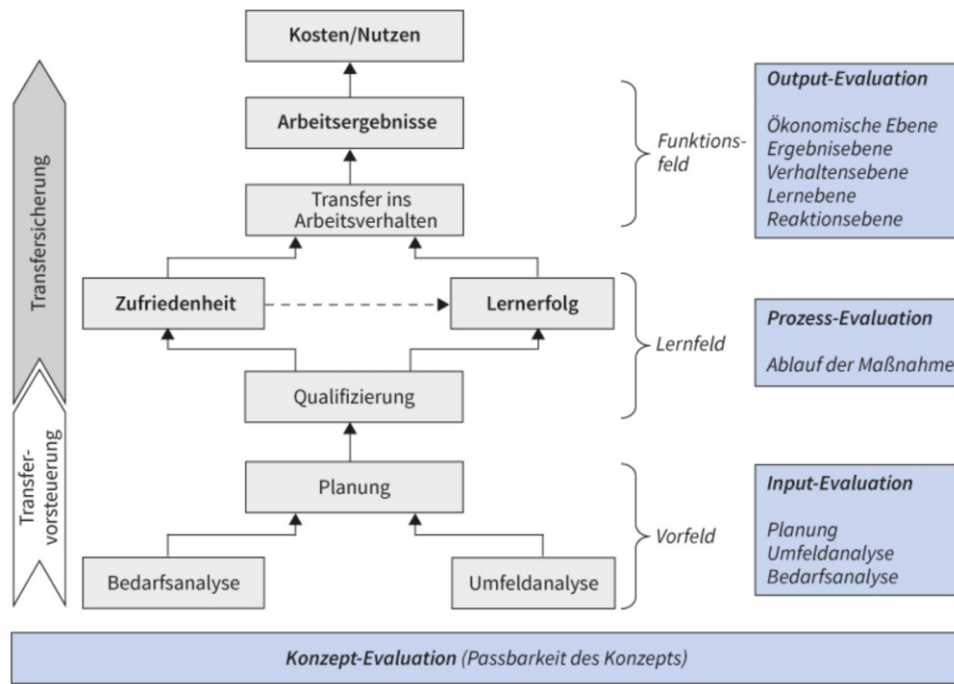 Kosten/Nutzen
Arbeitsergebnisse
Transfer ins
Arbeitsverhalten
Zufriedenheit
Lernerfolg
Qualifizierung
Planung
Bedarfsanalyse
Umfeldanalyse
Transfersicherung
Transfer-
vorsteuerung
Funktions-
feld
Lernfeld
Vorfeld
Output-Evaluation
Ökonomische Ebene
Ergebnisebene
Verhaltensebene
Lernebene
Reaktionsebene
Prozess-Evaluation
Ablauf der Maßnahme
Input-Evaluation
Planung
Umfeldanalyse
Bedarfsanalyse
Konzept-Evaluation (Passbarkeit des Konzepts)